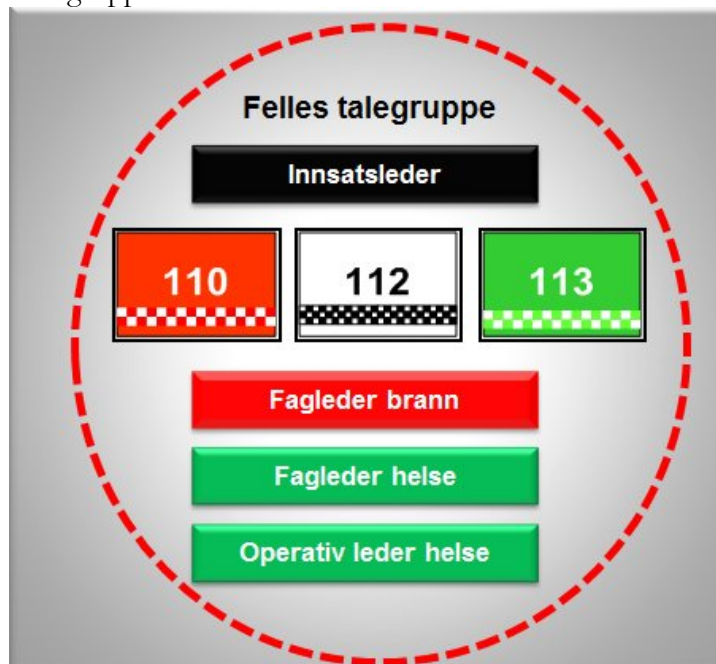 Felles talegruppe
Innsatsleder
110 112 113
Fagleder brann
Fagleder helse
Operativ leder helse